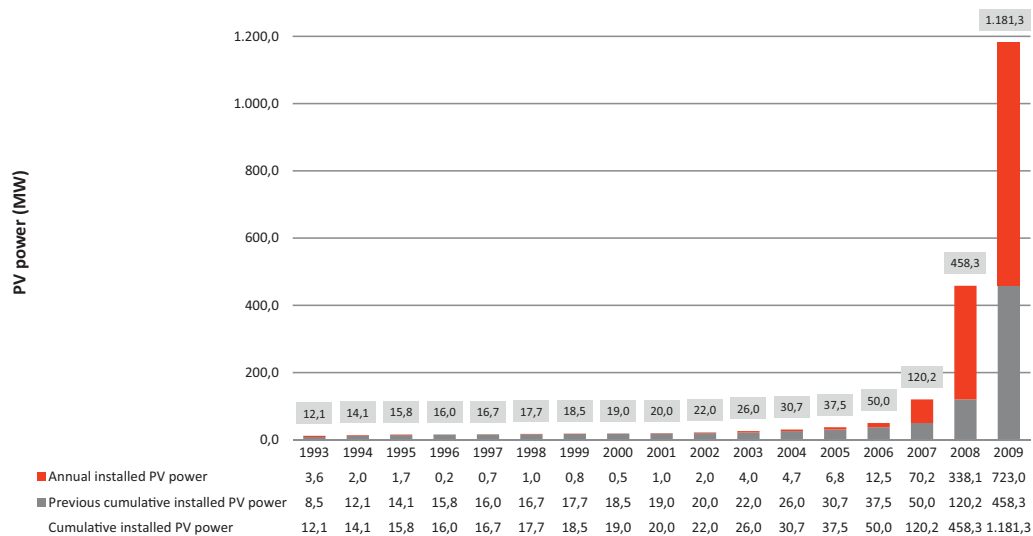 1.181,3
1.200,0
1.000,0
800,0
600,0
458,3
400,0
200,0
120,2
12,1 14,1 15,8 16,0 16,7 17,7 18,5 19,0 20,0 22,0 26,0 30,7 37,5 50,0
0,0
PV power (MW)
1993 1994 1995 1996 1997 1998 1999 2000 2001 2002 2003 2004 2005 2006 2007 2008 2009
Annual installed PV power 3,6 2,0 1,7 0,2 0,7 1,0 0,8 0,5 1,0 2,0 4,0 4,7 6,8 12,5 70,2 338,1 723,0
Previous cumulative installed PV power 8,5 12,1 14,1 15,8 16,0 16,7 17,7 18,5 19,0 20,0 22,0 26,0 30,7 37,5 50,0 120,2 458,3
Cumulative installed PV power 12,1 14,1 15,8 16,0 16,7 17,7 18,5 19,0 20,0 22,0 26,0 30,7 37,5 50,0 120,2 458,3 1.181,3